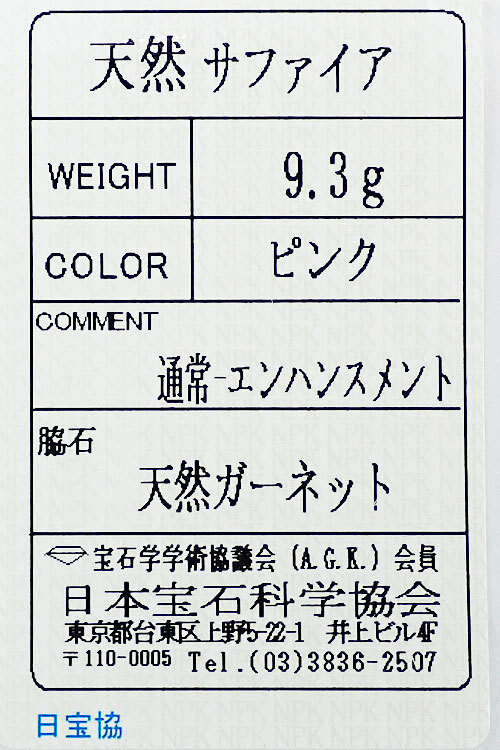 天然 サファイア
WEIGHT 9.3g
COLOR ピンク
COMMENT
通常-エンハンスメント
脇石
天然ガーネット
宝石学学術協議会 (A.G.K.) 会員
日本宝石科学協会
東京都台東区上野5-22-1 井上ビル4F
〒110-0005 Tel.(03)3836-2507
日宝協